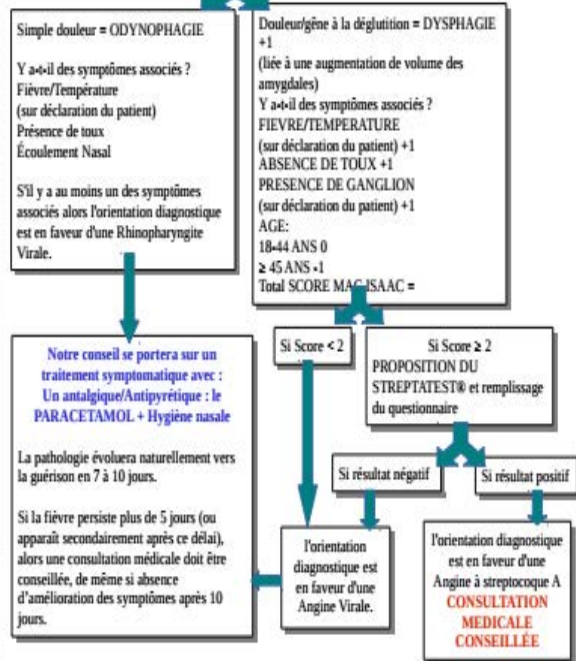 Simple douleur = ODYNOPHAGIE
Y a-t-il des symptômes associés ?
Fièvre/Température
(sur déclaration du patient)
Présence de toux
Écoulement Nasal
S'il y a au moins un des symptômes
associés alors l'orientation diagnostique
est en faveur d'une Rhinopharyngite
Virale.
Douleur/gêne à la déglutition = DYSPHAGIE
+1
(liée à une augmentation de volume des
amygdales)
Y a-t-il des symptômes associés ?
FIEVRE/TEMPERATURE
(sur déclaration du patient) +1
ABSENCE DE TOUX +1
PRESENCE DE GANGLION
(sur déclaration du patient) +1
AGE:
18-44 ANS 0
≥ 45 ANS -1
Total SCORE MAC ISAAC =
Notre conseil se portera sur un
traitement symptomatique avec :
Un antalgique/Antipyrétique : le
PARACETAMOL + Hygiène nasale
La pathologie évoluera naturellement vers
la guérison en 7 à 10 jours.
Si la fièvre persiste plus de 5 jours (ou
apparaît secondairement après ce délai),
alors une consultation médicale doit être
conseillée, de même si absence
d'amélioration des symptômes après 10
jours.
Si Score < 2
Si Score ≥ 2
PROPOSITION DU
STREPTATEST® et remplissage
du questionnaire
Si résultat négatif
Si résultat positif
l'orientation
diagnostique est
en faveur d'une
Angine Virale.
l'orientation diagnostique
est en faveur d'une
Angine à streptocoque A
CONSULTATION
MEDICALE
CONSEILLÉE